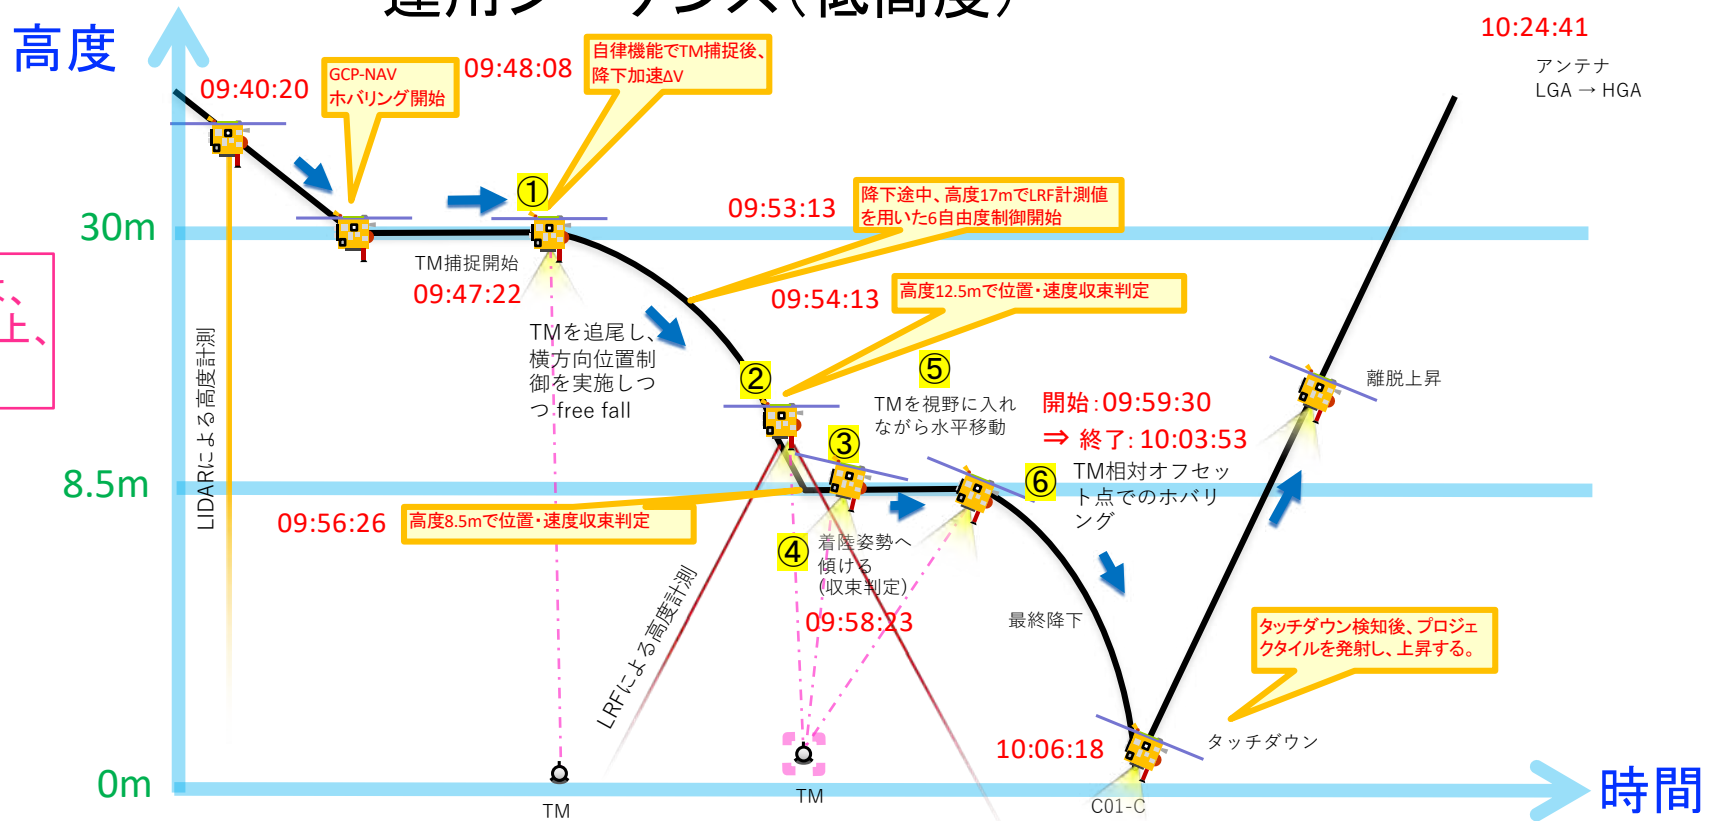 運用シーケンス(低高度)
10:24:41
高度
アンテナ
LGA → HGA
09:40:20
GCP-NAV
ホバリング開始
09:48:08
自律機能でTM捕捉後、
降下加速ΔV
①
30m
09:53:13
降下途中、高度17mでLRF計測値
を用いた6自由度制御開始
TM捕捉開始
09:47:22
09:54:13
高度12.5mで位置・速度収束判定
、
上、
LIDARによる高度計測
TMを追尾し、
横方向位置制
御を実施しつ
つ free fall
②
⑤
TMを視野に入れ
ながら水平移動
開始:09:59:30
⇒ 終了: 10:03:53
離脱上昇
③
⑥
TM相対オフセッ
ト点でのホバリ
ング
8.5m
09:56:26
高度8.5mで位置・速度収束判定
④
着陸姿勢へ
傾ける
(収束判定)
09:58:23
LRFによる高度計測
最終降下
タッチダウン検知後、プロジェ
クタイルを発射し、上昇する。
10:06:18
タッチダウン
0m
TM
TM
C01-C
時間